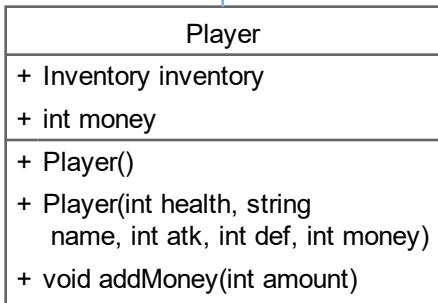 Player
+ Inventory inventory
+ int money
+ Player()
+ Player(int health, string
name, int atk, int def, int money)
+ void addMoney(int amount)